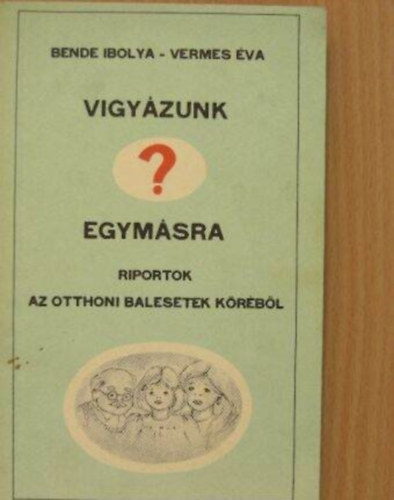 BENDE IBOLYA - VERMES ÉVA
VIGYÁZUNK
?
EGYMÁSRA
RIPORTOK
AZ OTTHONI BALESETEK KÖRÉBŐL